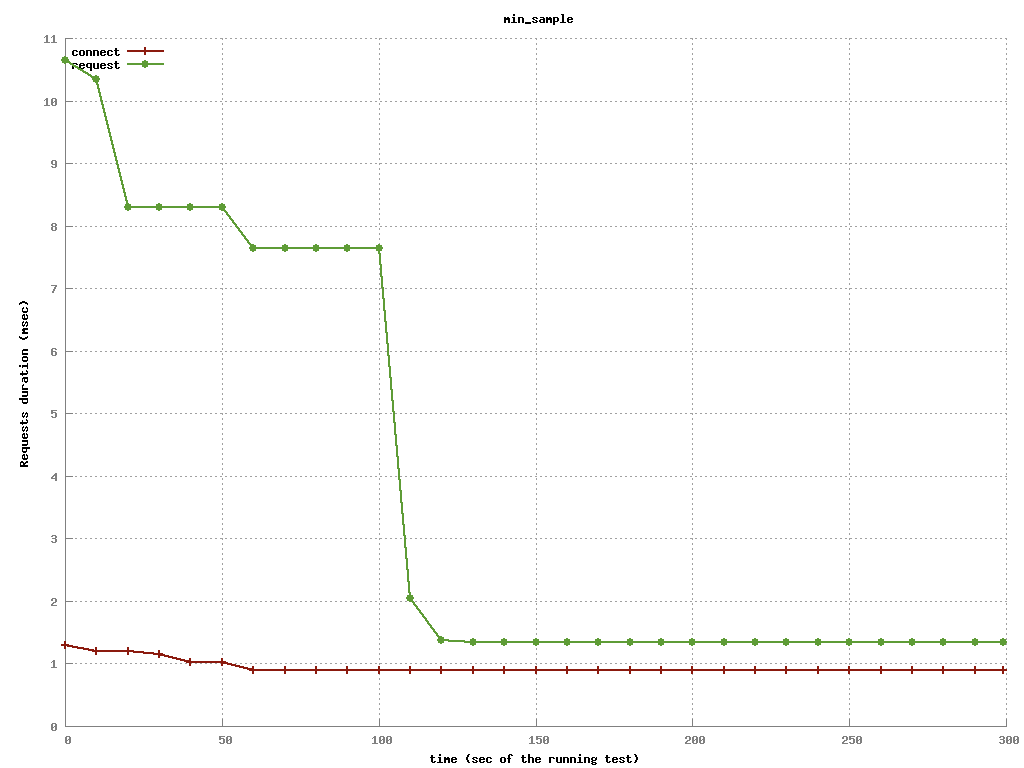 min_sample
connect
request
11
10
9
8
7
6
5
4
3
2
1
0
Requests duration (msec)
0 50 100 150 200 250 300
time (sec of the running test)